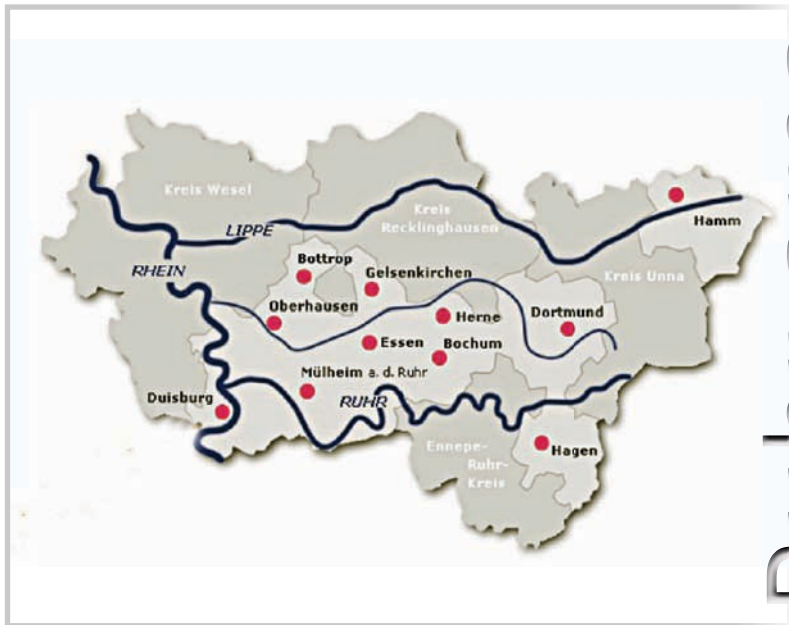 Kreis Wesel
Kreis
Recklinghausen
LIPPE
Hamm
RHEIN
Bottrop
Gelsenkirchen
Kreis Unna
Oberhausen
Herne
Dortmund
Essen
Bochum
Mülheim a. d. Ruhr
Duisburg
RUHR
Ennepe-
Ruhr-
Kreis
Hagen